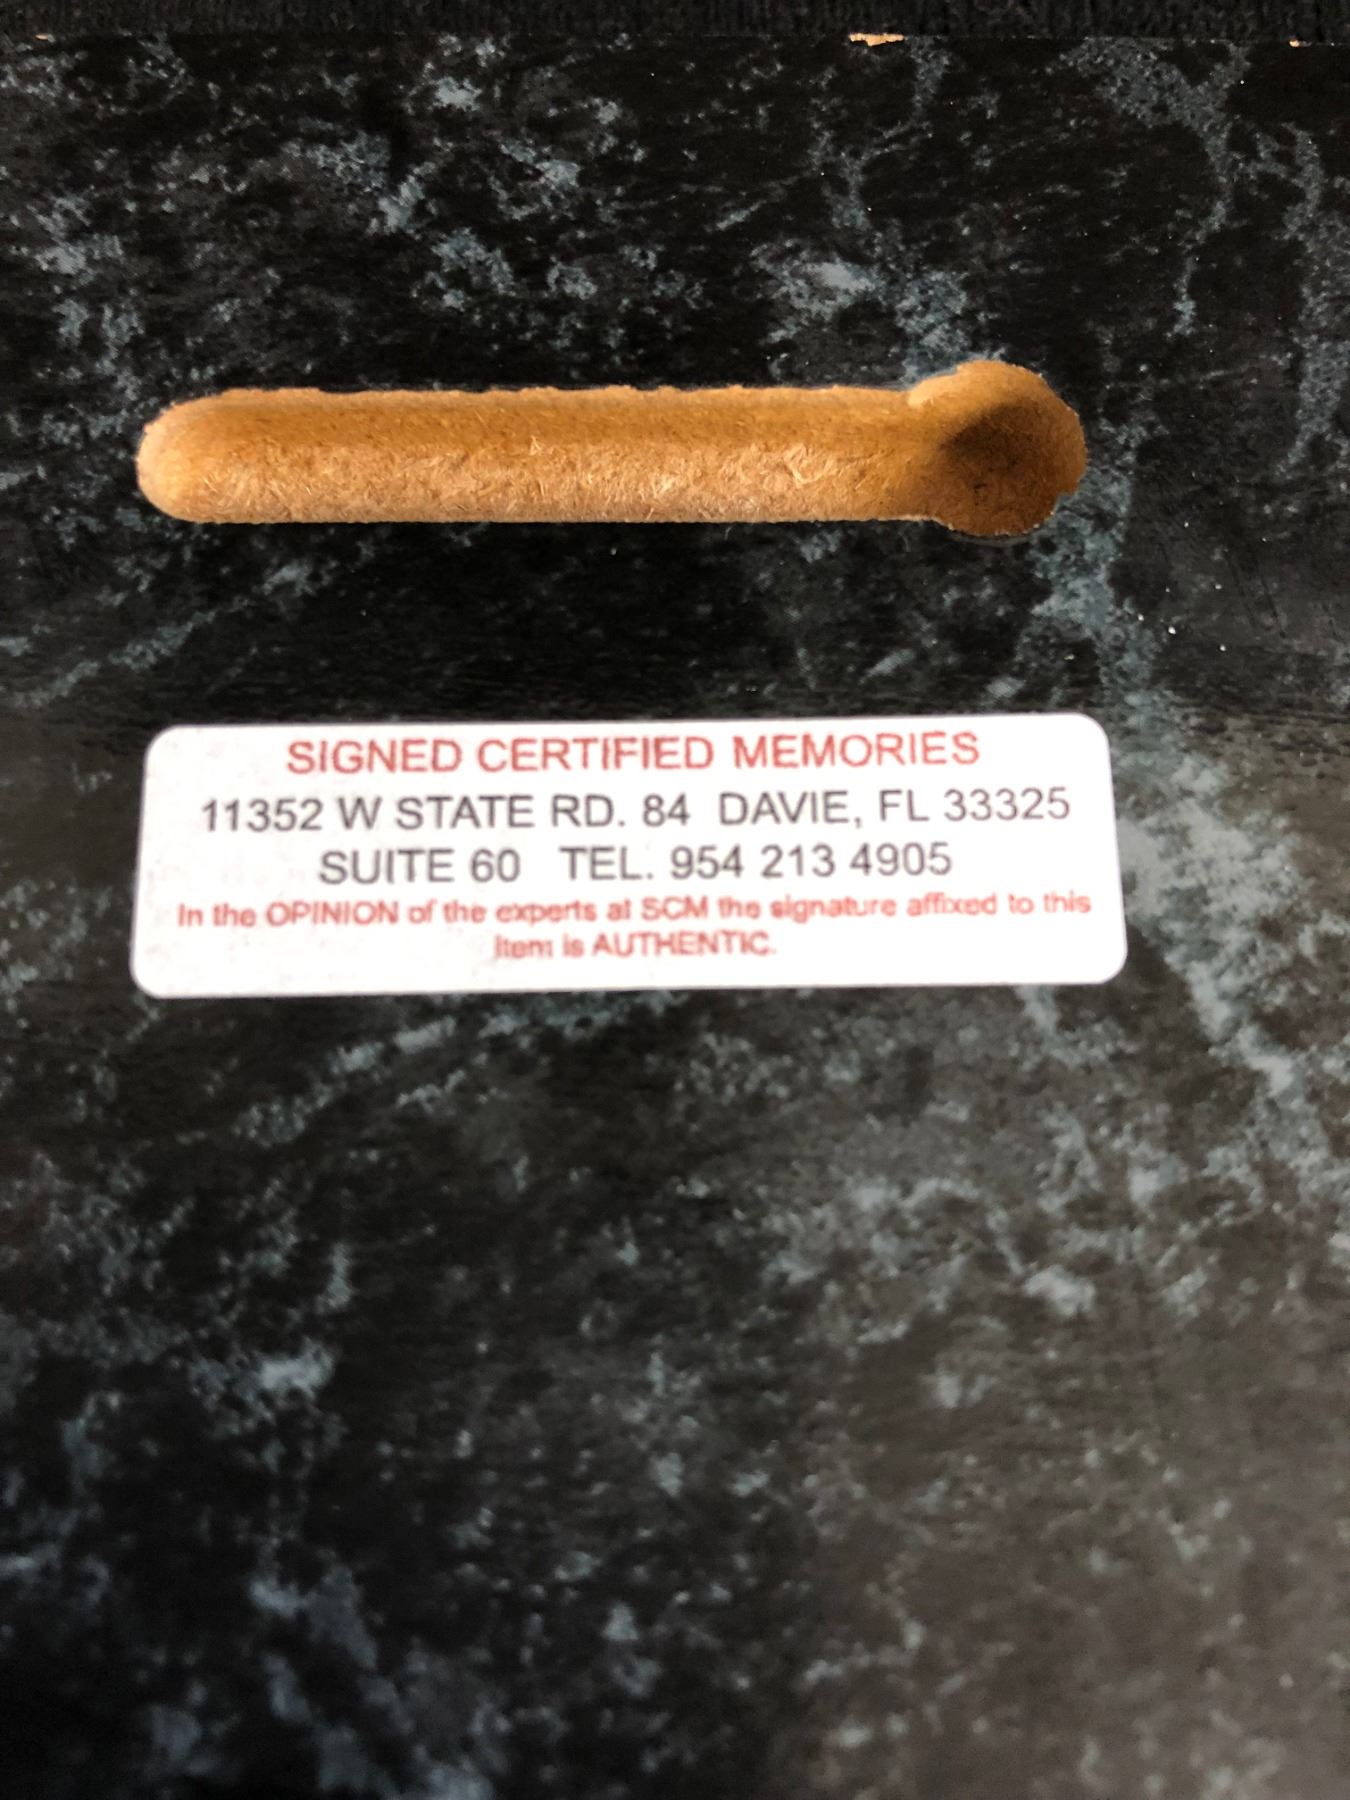 SIGNED CERTIFIED MEMORIES
11352 W STATE RD. 84 DAVIE, FL 33325
SUITE 60 TEL. 954 213 4905
In the OPINION of the experts at SCM the signature affixed to this
item is AUTHENTIC.